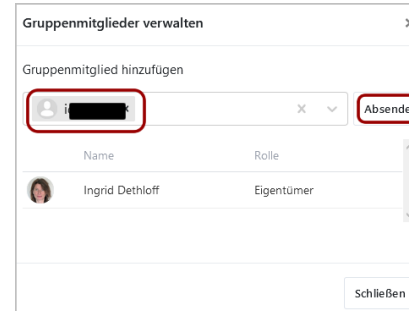 Gruppenmitglieder verwalten
Gruppenmitglied hinzufügen
Absende
Name Rolle
Ingrid Dethloff Eigentümer
Schließen